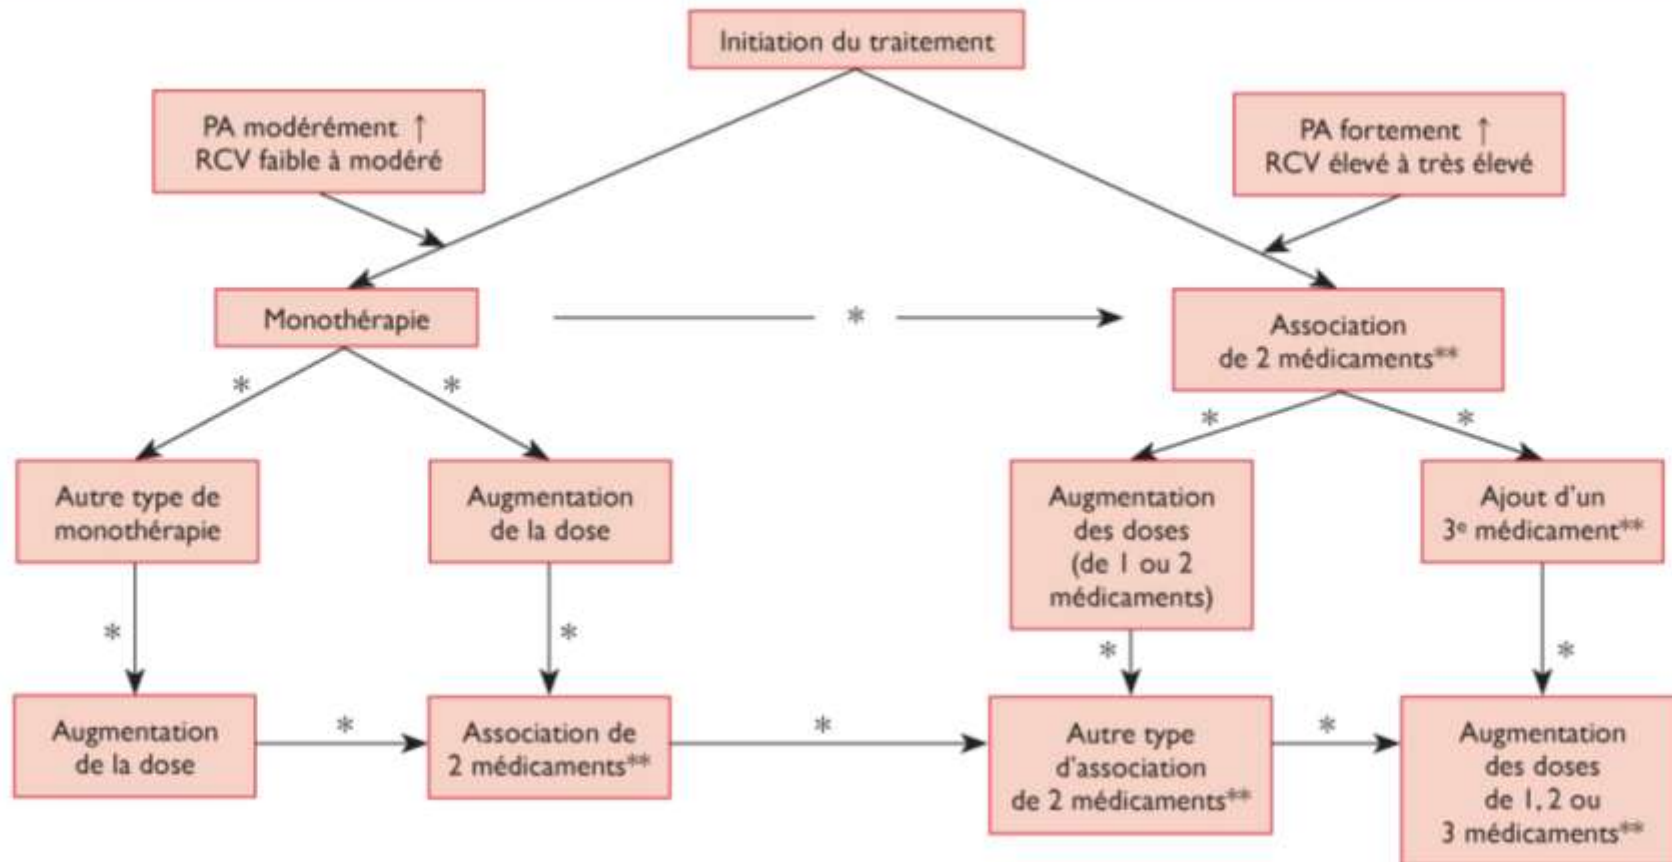 Initiation du traitement
PA modérément ↑
RCV faible à modéré
PA fortement ↑
RCV élevé à très élevé
Monothérapie
*
Association
de 2 médicaments**
*
*
*
*
Autre type de
monothérapie
Augmentation
de la dose
Augmentation
des doses
(de 1 ou 2
médicaments)
Ajout d'un
3e médicament**
*
*
*
*
Augmentation
de la dose
*
Association de
2 médicaments**
*
Autre type
d'association
de 2 médicaments**
*
Augmentation
des doses
de 1, 2 ou
3 médicaments**